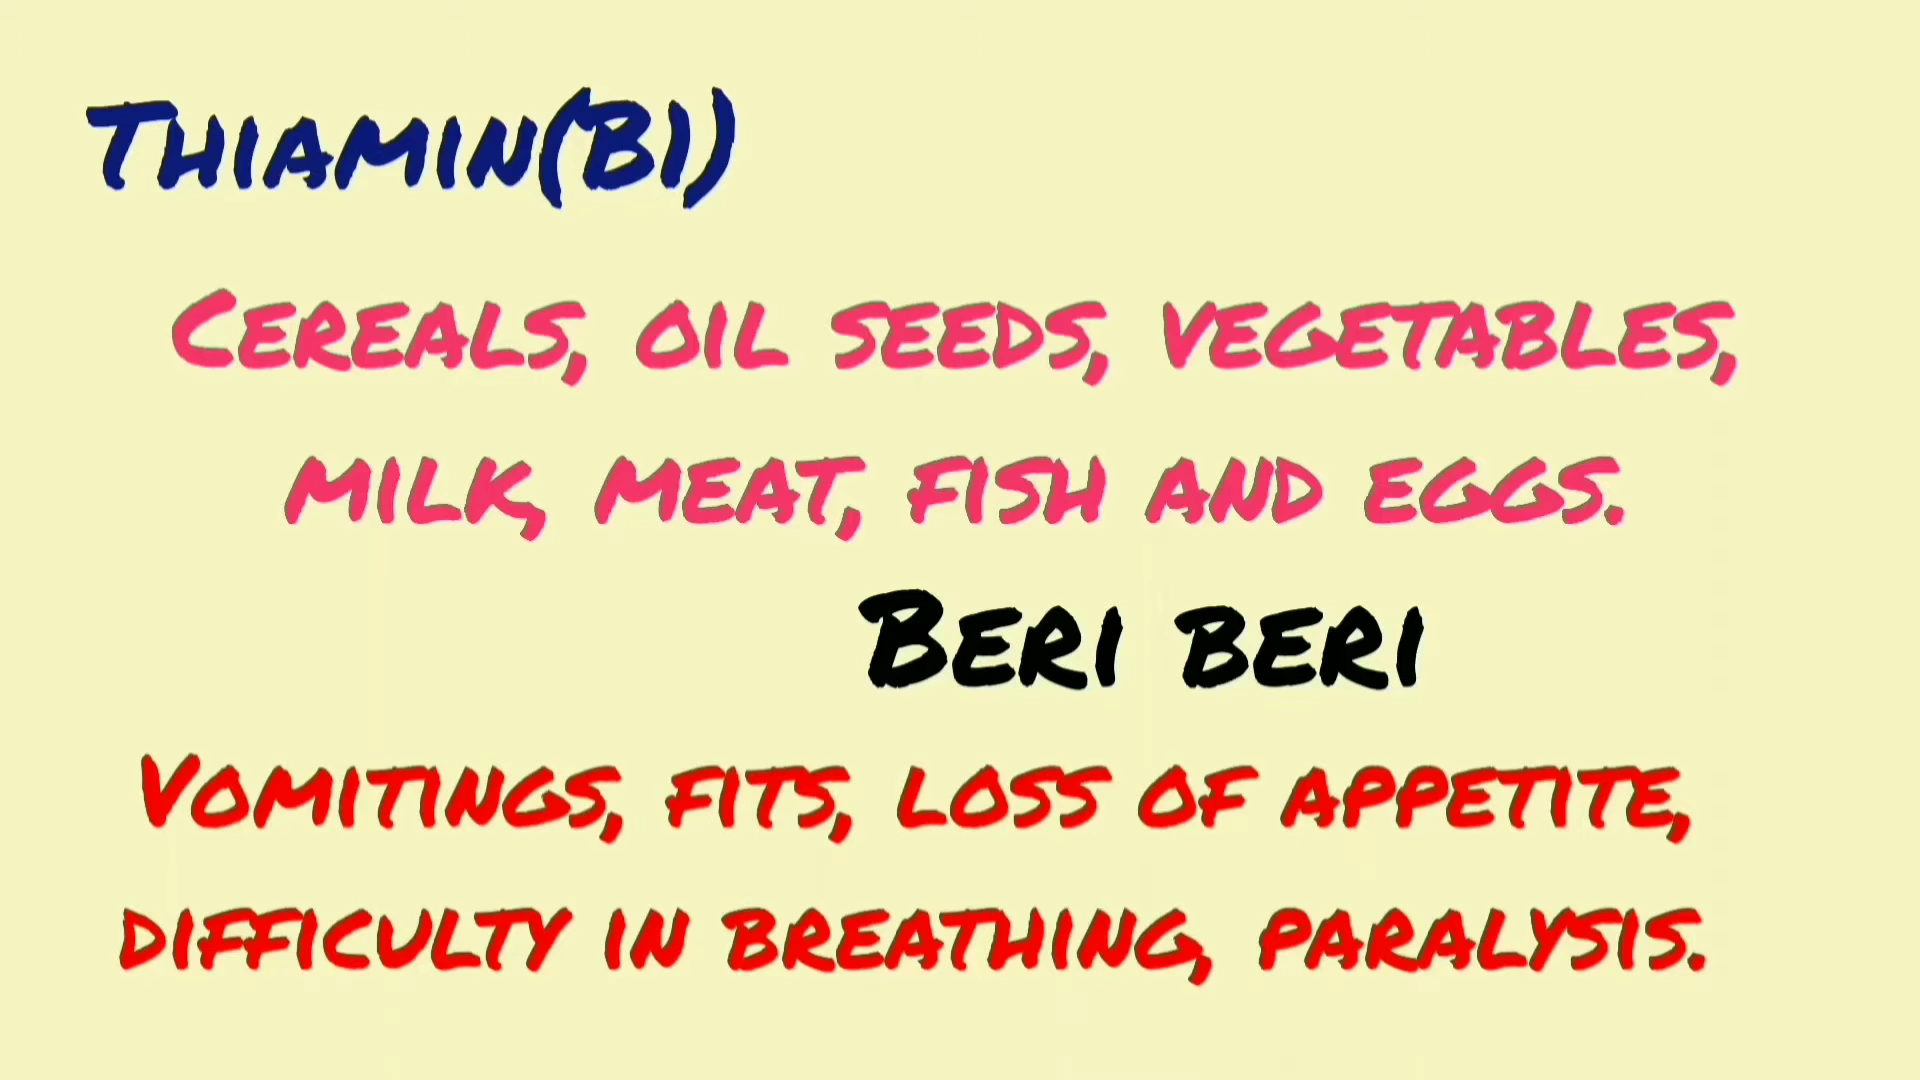 Thiamin(B1)
Cereals, oil seeds, vegetables,
milk, meat, fish and eggs.
Beri beri
Vomitings, fits, loss of appetite,
difficulty in breathing, paralysis.